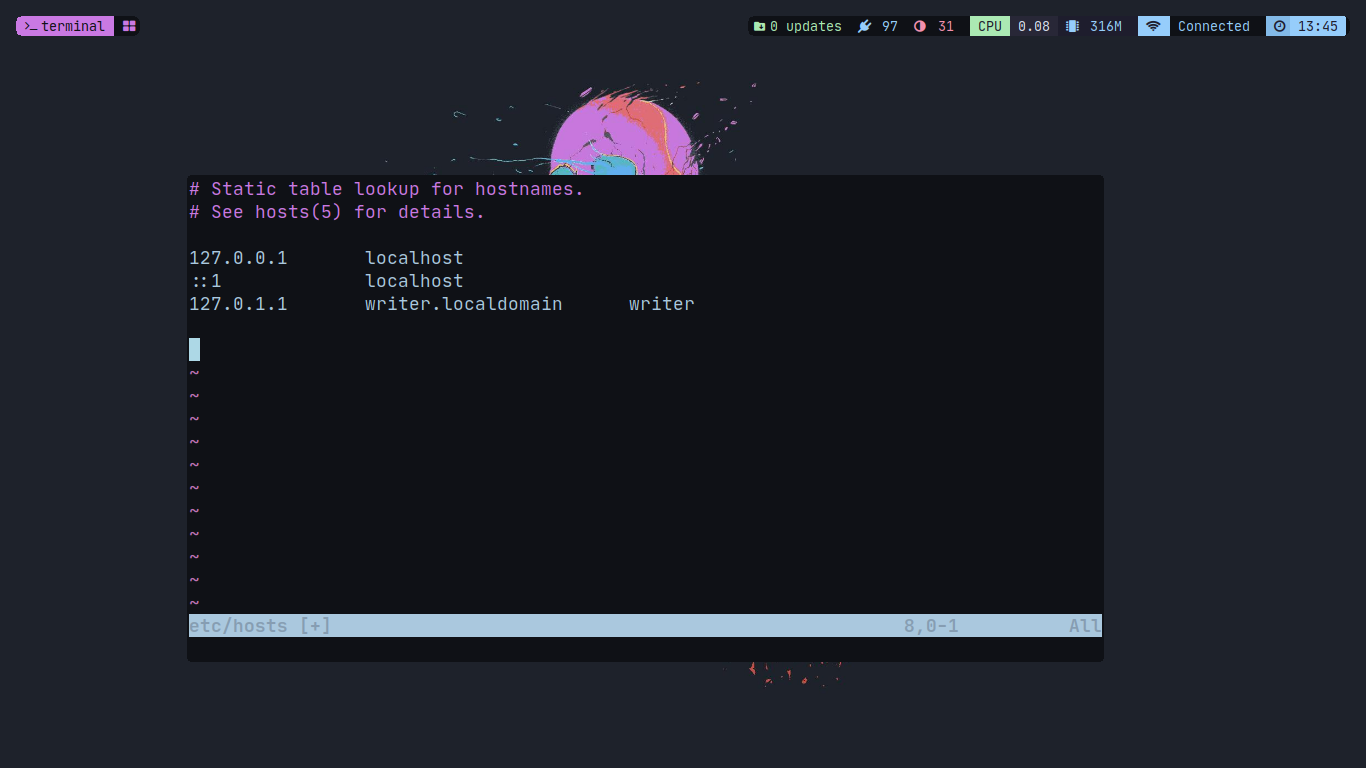 >_ terminal
0 updates 97 31 CPU 0.08 316M Connected 13:45
# Static table lookup for hostnames.
# See hosts(5) for details.
127.0.0.1 localhost
::1 localhost
127.0.1.1 writer.localdomain writer
~
~
~
~
~
~
~
~
~
~
~
etc/hosts [+] 8,0-1 All